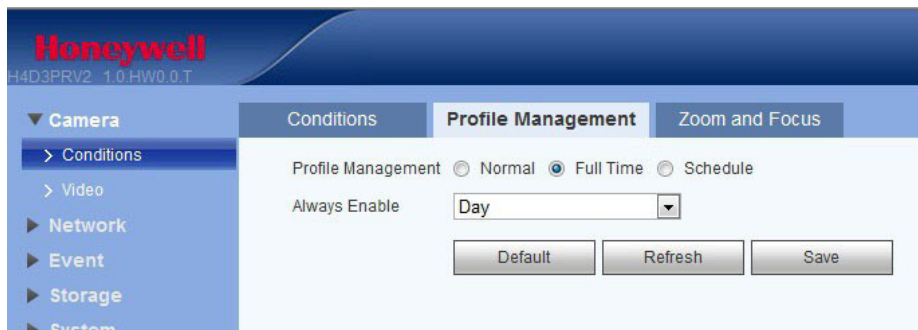 Honeywell
H4D3PRV2 1.0.HW0.0.T
Camera
Conditions
Video
Network
Event
Storage
System
Conditions Profile Management Zoom and Focus
Profile Management Normal Full Time Schedule
Always Enable Day
Default Refresh Save